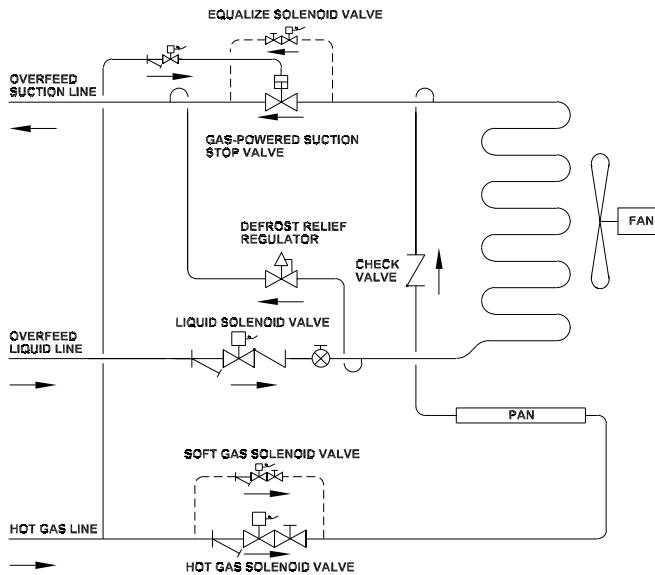 EQUALIZE SOLENOID VALVE
OVERFEED
SUCTION LINE
GAS-POWERED SUCTION
STOP VALVE
FAN
DEFROST RELIEF
REGULATOR
CHECK
VALVE
LIQUID SOLENOID VALVE
OVERFEED
LIQUID LINE
PAN
SOFT GAS SOLENOID VALVE
HOT GAS LINE
HOT GAS SOLENOID VALVE